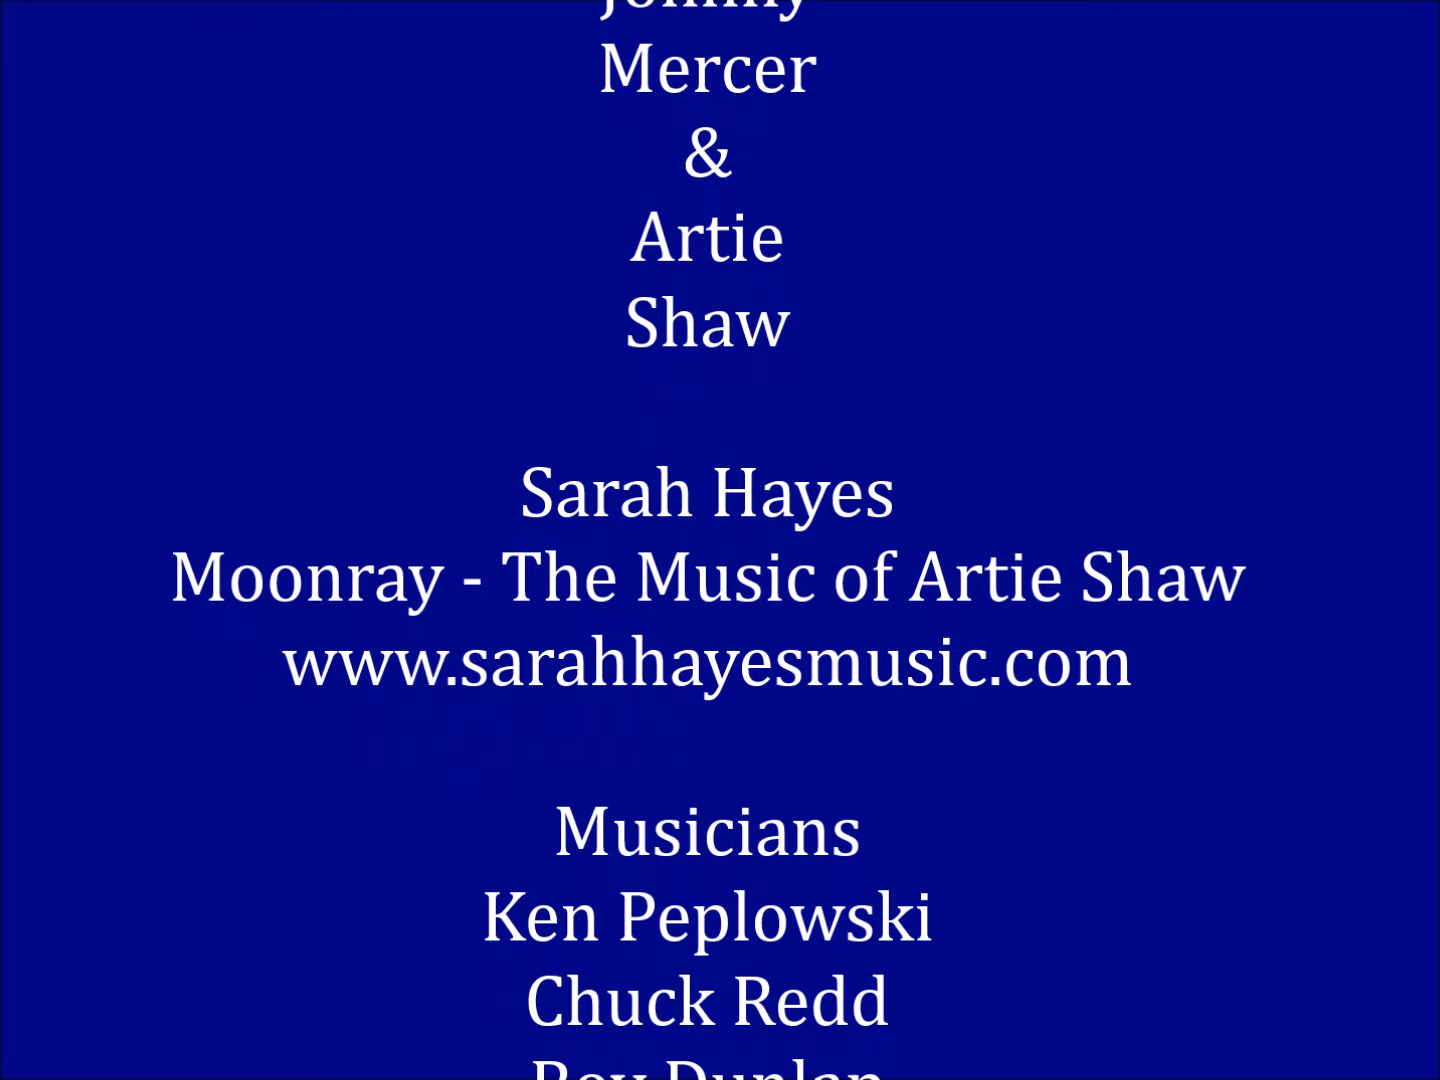 Johnny
Mercer
&
Artie
Shaw
Sarah Hayes
Moonray - The Music of Artie Shaw
www.sarahhayesmusic.com
Musicians
Ken Peplowski
Chuck Redd